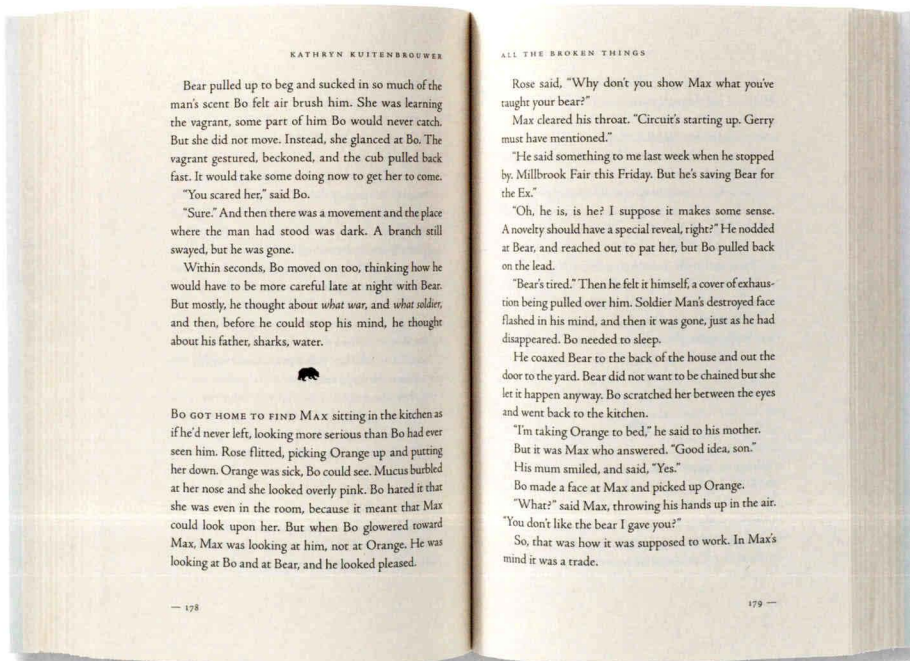 KATHRYN KUITENBROUWER
Bear pulled up to beg and sucked in so much of the
man's scent Bo felt air brush him. She was learning
the vagrant, some part of him Bo would never catch.
But she did not move. Instead, she glanced at Bo. The
vagrant gestured, beckoned, and the cub pulled back
fast. It would take some doing now to get her to come.
"You scared her," said Bo.
"Sure." And then there was a movement and the place
where the man had stood was dark. A branch still
swayed, but he was gone.
Within seconds, Bo moved on too, thinking how he
would have to be more careful late at night with Bear.
But mostly, he thought about what war, and what soldier,
and then, before he could stop his mind, he thought
about his father, sharks, water.
BO GOT HOME TO FIND MAX sitting in the kitchen as
if he'd never left, looking more serious than Bo had ever
seen him. Rose flitted, picking Orange up and putting
her down. Orange was sick, Bo could see. Mucus burbled
at her nose and she looked overly pink. Bo hated it that
she was even in the room, because it meant that Max
could look upon her. But when Bo glowered toward
Max, Max was looking at him, not at Orange. He was
looking at Bo and at Bear, and he looked pleased.
— 178
ALL THE BROKEN THINGS
Rose said, "Why don't you show Max what you've
taught your bear?"
Max cleared his throat. "Circuit's starting up. Gerry
must have mentioned."
"He said something to me last week when he stopped
by. Millbrook Fair this Friday. But he's saving Bear for
the Ex."
"Oh, he is, is he? I suppose it makes some sense.
A novelty should have a special reveal, right?" He nodded
at Bear, and reached out to pat her, but Bo pulled back
on the lead.
"Bear's tired." Then he felt it himself, a cover of exhaus-
tion being pulled over him. Soldier Man's destroyed face
flashed in his mind, and then it was gone, just as he had
disappeared. Bo needed to sleep.
He coaxed Bear to the back of the house and out the
door to the yard. Bear did not want to be chained but she
let it happen anyway. Bo scratched her between the eyes
and went back to the kitchen.
"I'm taking Orange to bed," he said to his mother.
But it was Max who answered. "Good idea, son."
His mum smiled, and said, "Yes."
Bo made a face at Max and picked up Orange.
"What?" said Max, throwing his hands up in the air.
"You don't like the bear I gave you?"
So, that was how it was supposed to work. In Max's
mind it was a trade.
179 —